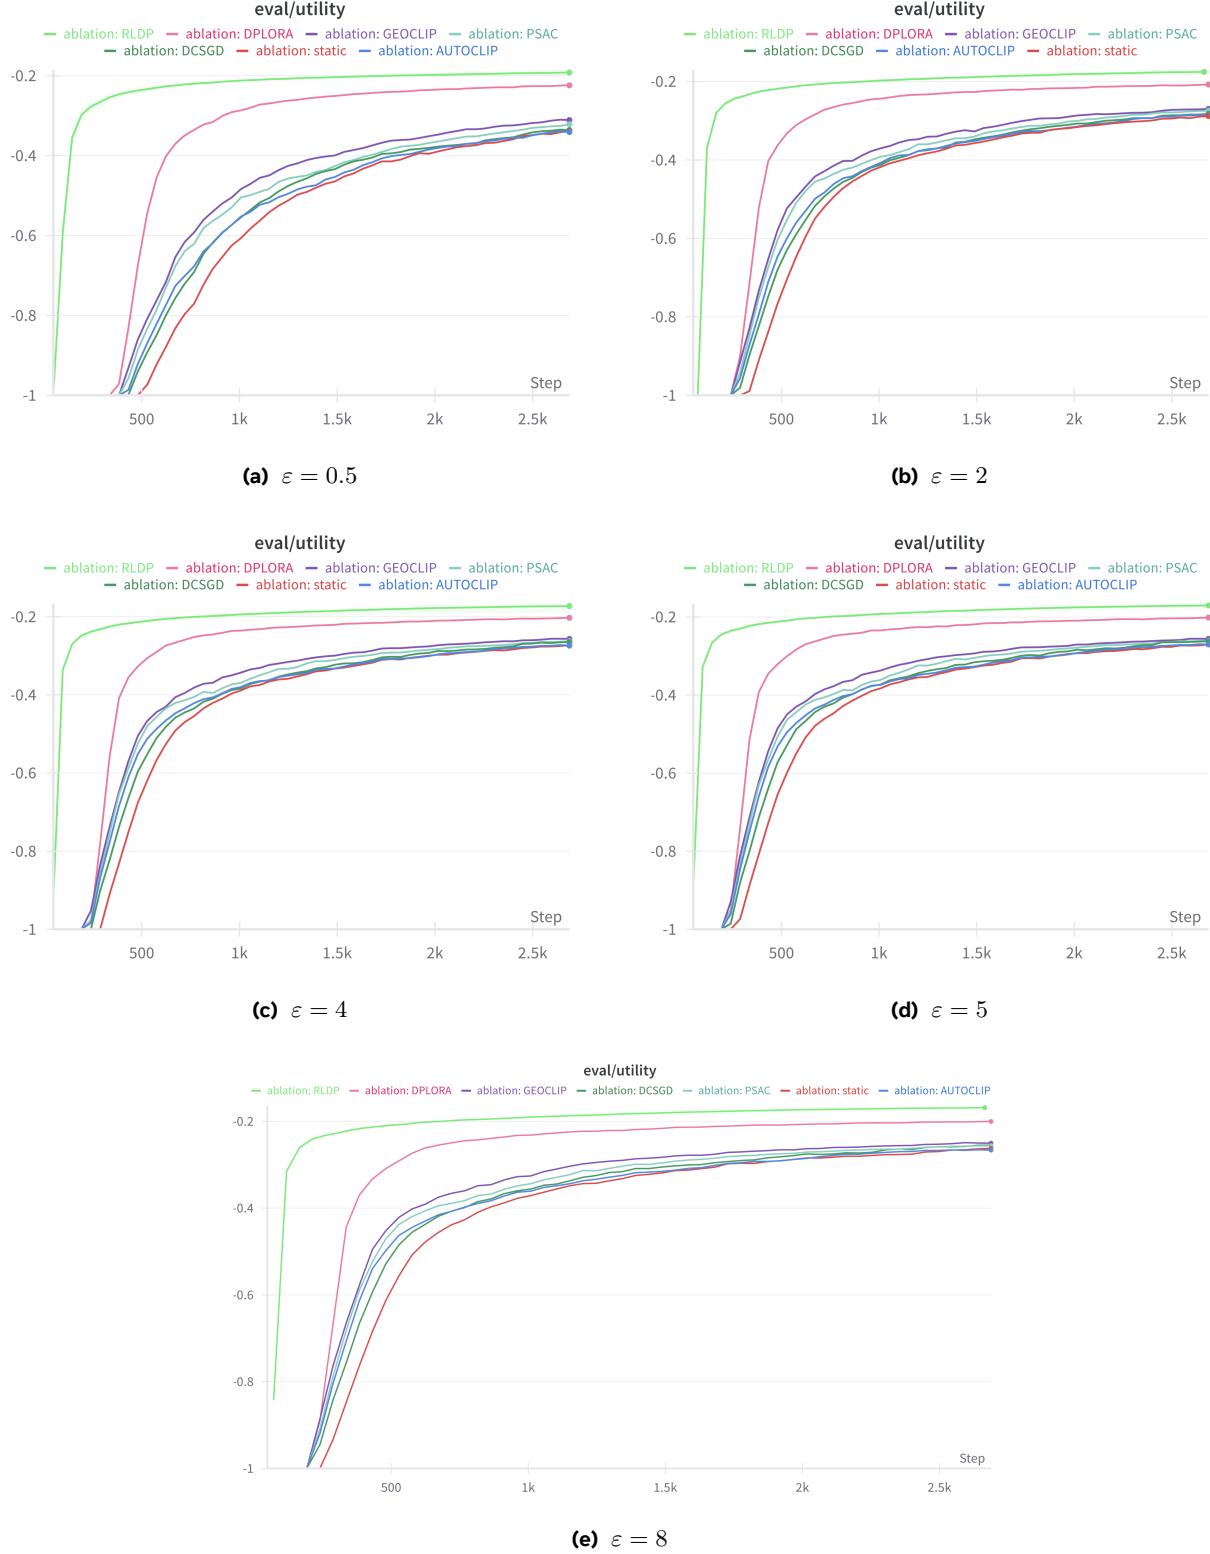 eval/utility
ablation: RLDP ablation: DPLORA ablation: GEOCLIP ablation: PSAC
ablation: DCSGD ablation: static ablation: AUTOCLIP
-0.2
-0.4
-0.6
-0.8
-1
Step
500 1k 1.5k 2k 2.5k
(a) ε = 0.5
eval/utility
ablation: RLDP ablation: DPLORA ablation: GEOCLIP ablation: PSAC
ablation: DCSGD ablation: AUTOCLIP ablation: static
-0.2
-0.4
-0.6
-0.8
-1
Step
500 1k 1.5k 2k 2.5k
(b) ε = 2
eval/utility
ablation: RLDP ablation: DPLORA ablation: GEOCLIP ablation: PSAC
ablation: DCSGD ablation: static ablation: AUTOCLIP
-0.2
-0.4
-0.6
-0.8
-1
Step
500 1k 1.5k 2k 2.5k
(c) ε = 4
eval/utility
ablation: RLDP ablation: DPLORA ablation: GEOCLIP ablation: PSAC
ablation: DCSGD ablation: static ablation: AUTOCLIP
-0.2
-0.4
-0.6
-0.8
-1
Step
500 1k 1.5k 2k 2.5k
(d) ε = 5
eval/utility
ablation: RLDP ablation: DPLORA ablation: GEOCLIP ablation: DCSGD ablation: PSAC ablation: static ablation: AUTOCLIP
-0.2
-0.4
-0.6
-0.8
-1
Step
500 1k 1.5k 2k 2.5k
(e) ε = 8